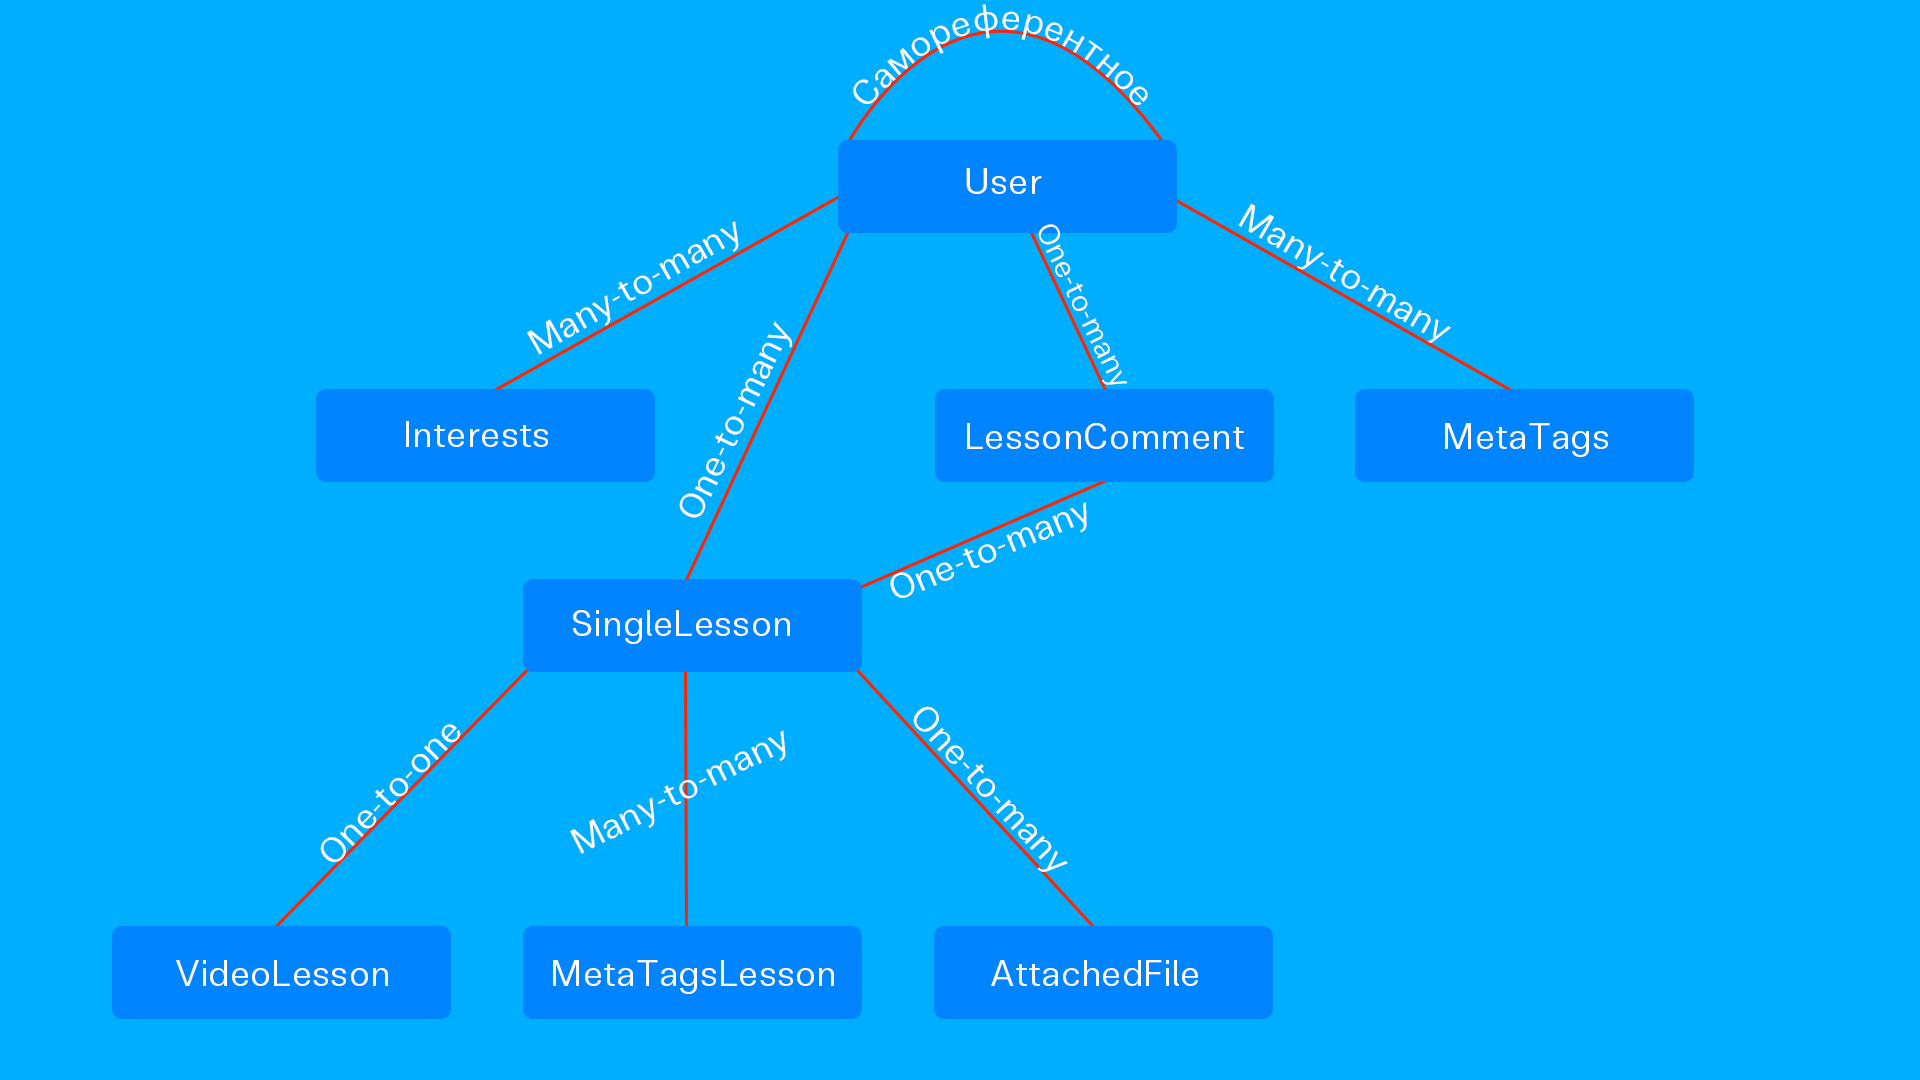 Самореферентное
User
Many-to-many
One-to-many
One-to-many
Many-to-many
Interests
LessonComment
MetaTags
One-to-many
SingleLesson
One-to-one
Many-to-many
One-to-many
VideoLesson
MetaTagsLesson
AttachedFile